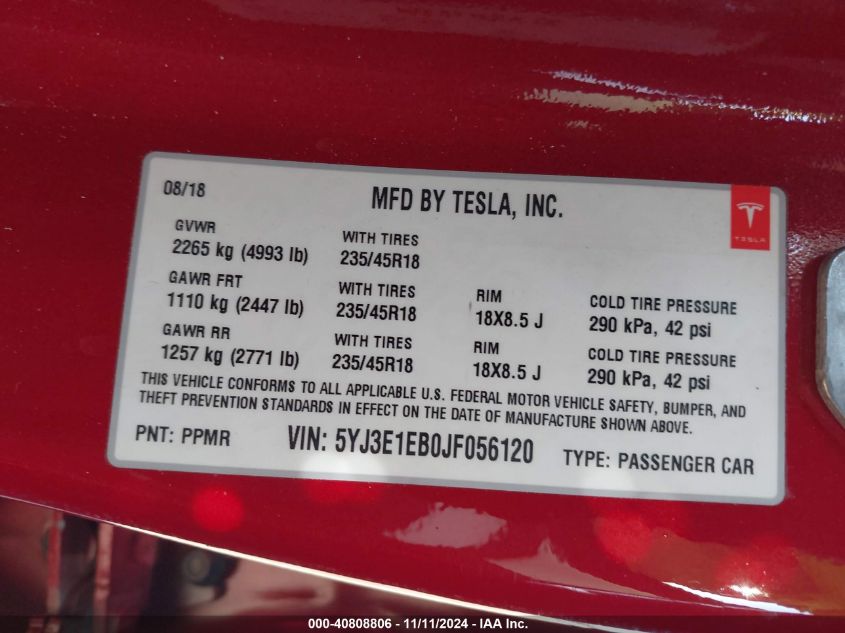 08/18
MFD BY TESLA, INC.
TESLA
GVWR
2265 kg (4993 lb)
WITH TIRES
235/45R18
GAWR FRT
1110 kg (2447 lb)
WITH TIRES
235/45R18
RIM
18X8.5 J
COLD TIRE PRESSURE
290 kPa, 42 psi
GAWR RR
1257 kg (2771 lb)
WITH TIRES
235/45R18
RIM
18X8.5 J
COLD TIRE PRESSURE
290 kPa, 42 psi
THIS VEHICLE CONFORMS TO ALL APPLICABLE U.S. FEDERAL MOTOR VEHICLE SAFETY, BUMPER, AND
THEFT PREVENTION STANDARDS IN EFFECT ON THE DATE OF MANUFACTURE SHOWN ABOVE.
PNT: PPMR
VIN: 5YJ3E1EB0JF056120
TYPE: PASSENGER CAR
000-40808806 - 11/11/2024 - IAA Inc.